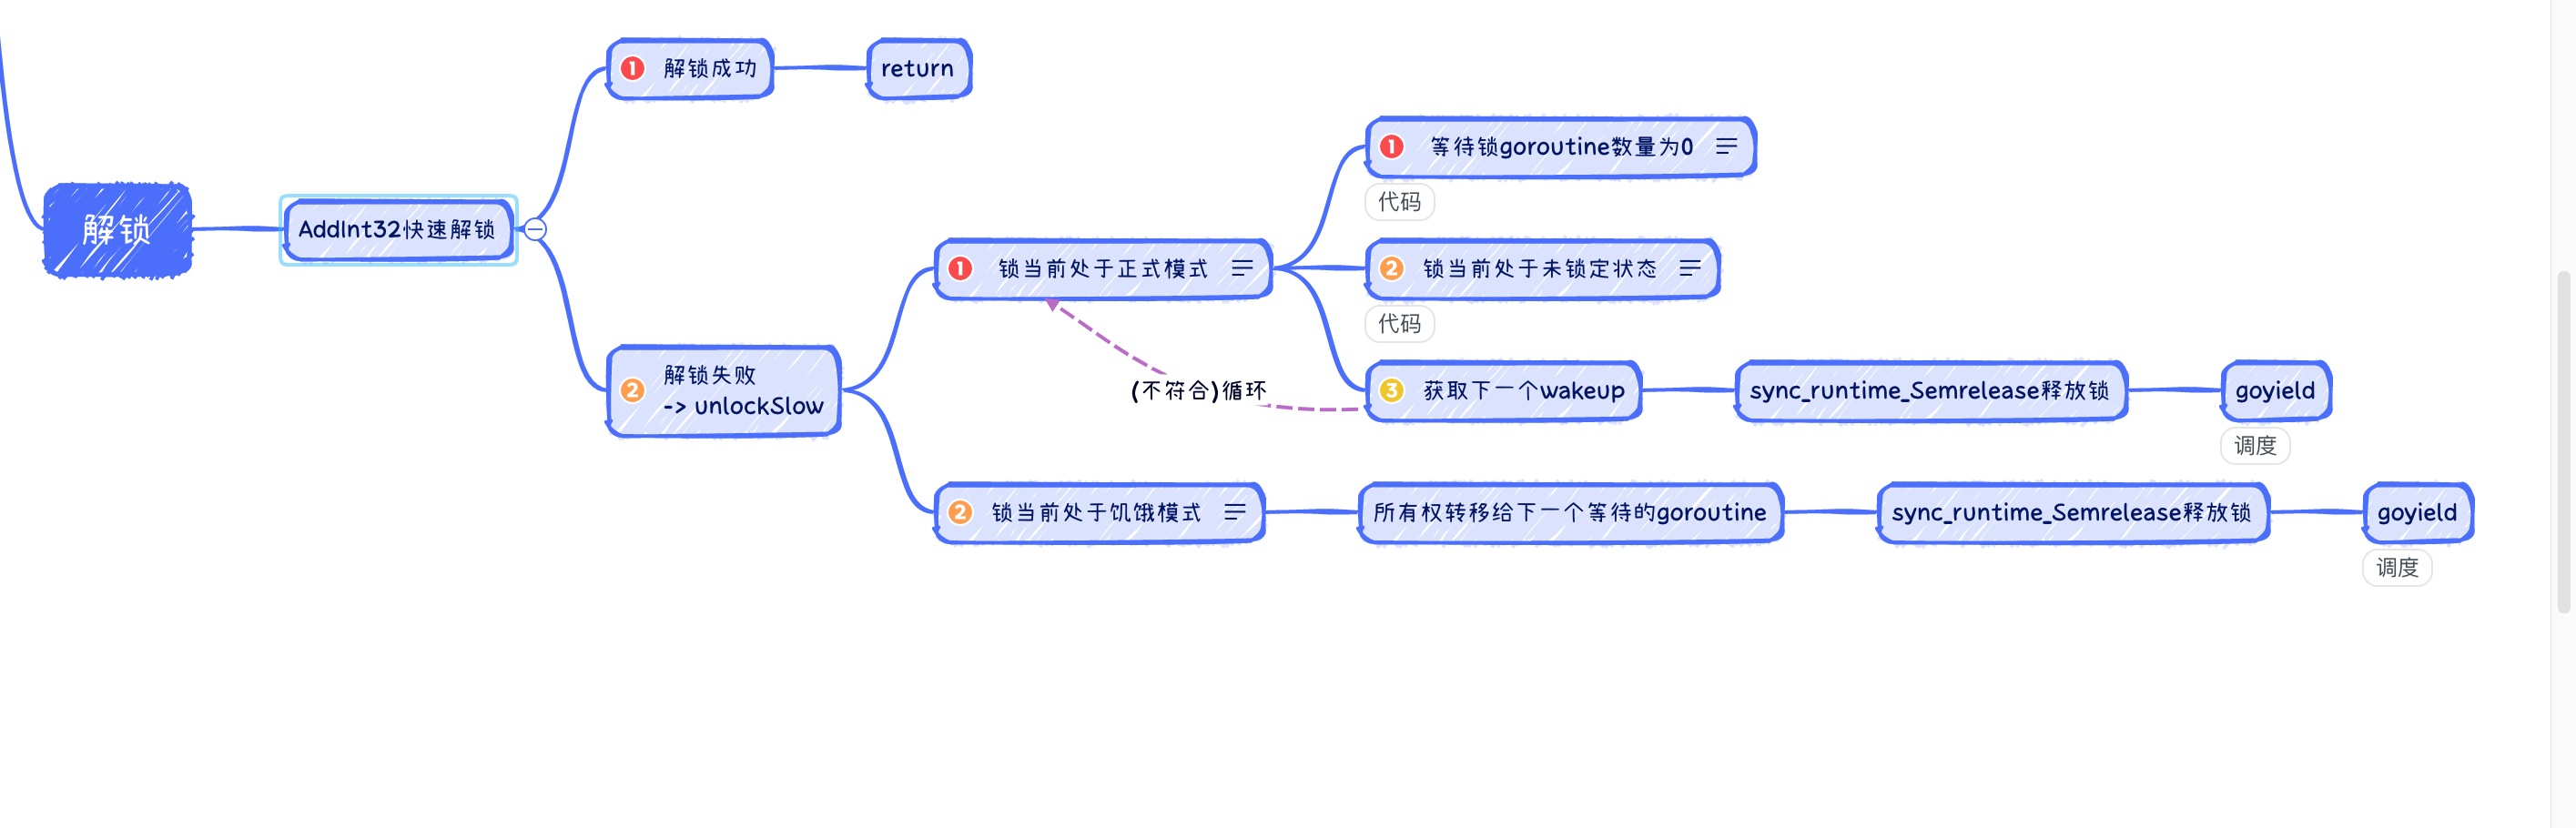 解锁
AddInt32快速解锁
1 解锁成功
return
2 解锁失败
-> unlockSlow
1 锁当前处于正式模式
1 等待锁goroutine数量为0
代码
2 锁当前处于未锁定状态
代码
3 获取下一个wakeup
(不符合)循环
sync_runtime_Semrelease释放锁
goyield
调度
2 锁当前处于饥饿模式
所有权转移给下一个等待的goroutine
sync_runtime_Semrelease释放锁
goyield
调度